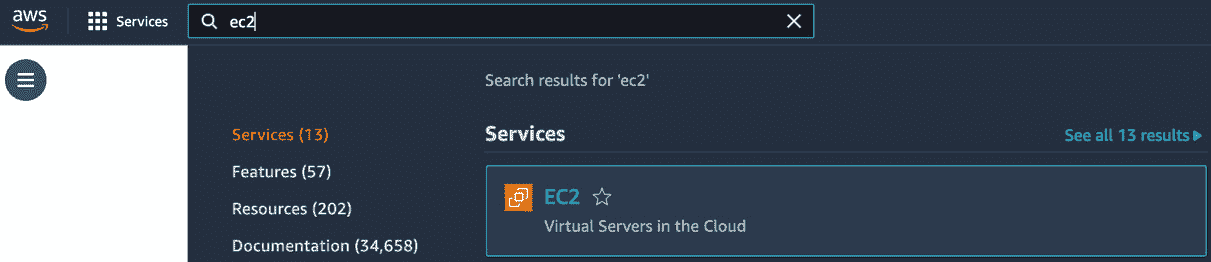 aws Services ec2
Search results for 'ec2'
Services (13)
Features (57)
Resources (202)
Documentation (34,658)
Services See all 13 results
EC2
Virtual Servers in the Cloud